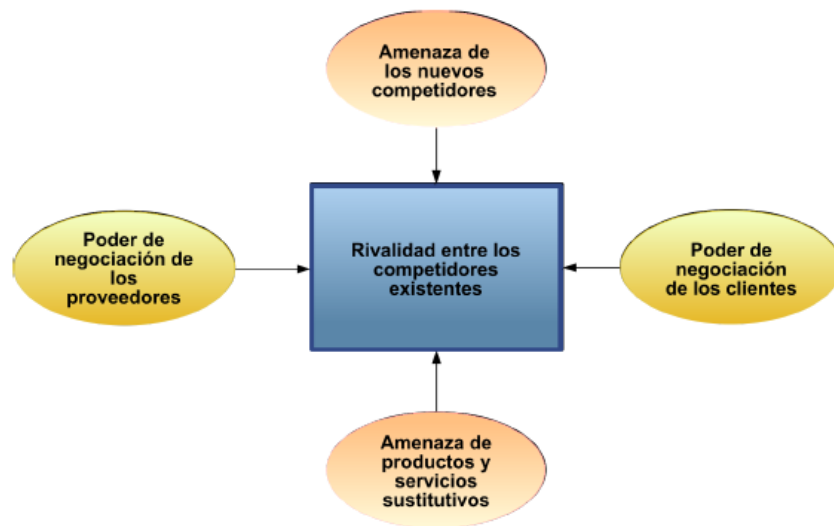 Amenaza de
los nuevos
competidores
Poder de
negociación de
los
proveedores
Rivalidad entre los
competidores
existentes
Poder de
negociación
de los clientes
Amenaza de
productos y
servicios
sustitutivos